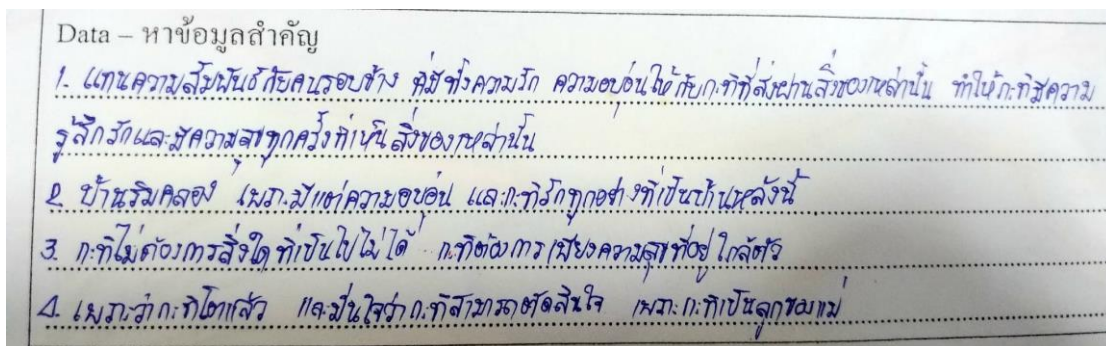 Data – หาข้อมูลสำคัญ
1. แทนความสัมพันธ์กับคนรอบข้าง ที่มีทั้งความรัก ความอบอุ่นให้กับกะทิที่ส่งผ่านสิ่งของเหล่านั้น ทำให้กะทิมีความ
รู้สึกรักและมีความสุขทุกครั้งที่เห็นสิ่งของเหล่านั้น
2. บ้านริมคลอง เพราะมีแต่ความอบอุ่น และกะทิรักทุกอย่างที่เป็นบ้านหลังนี้
3. กะทิไม่ต้องการสิ่งใดที่เป็นไปไม่ได้ กะทิต้องการเพียงความสุขที่อยู่ใกล้ตัว
4. เพราะว่ากะทิโตแล้ว และมั่นใจว่ากะทิสามารถตัดสินใจ เพราะกะทิเป็นลูกของแม่